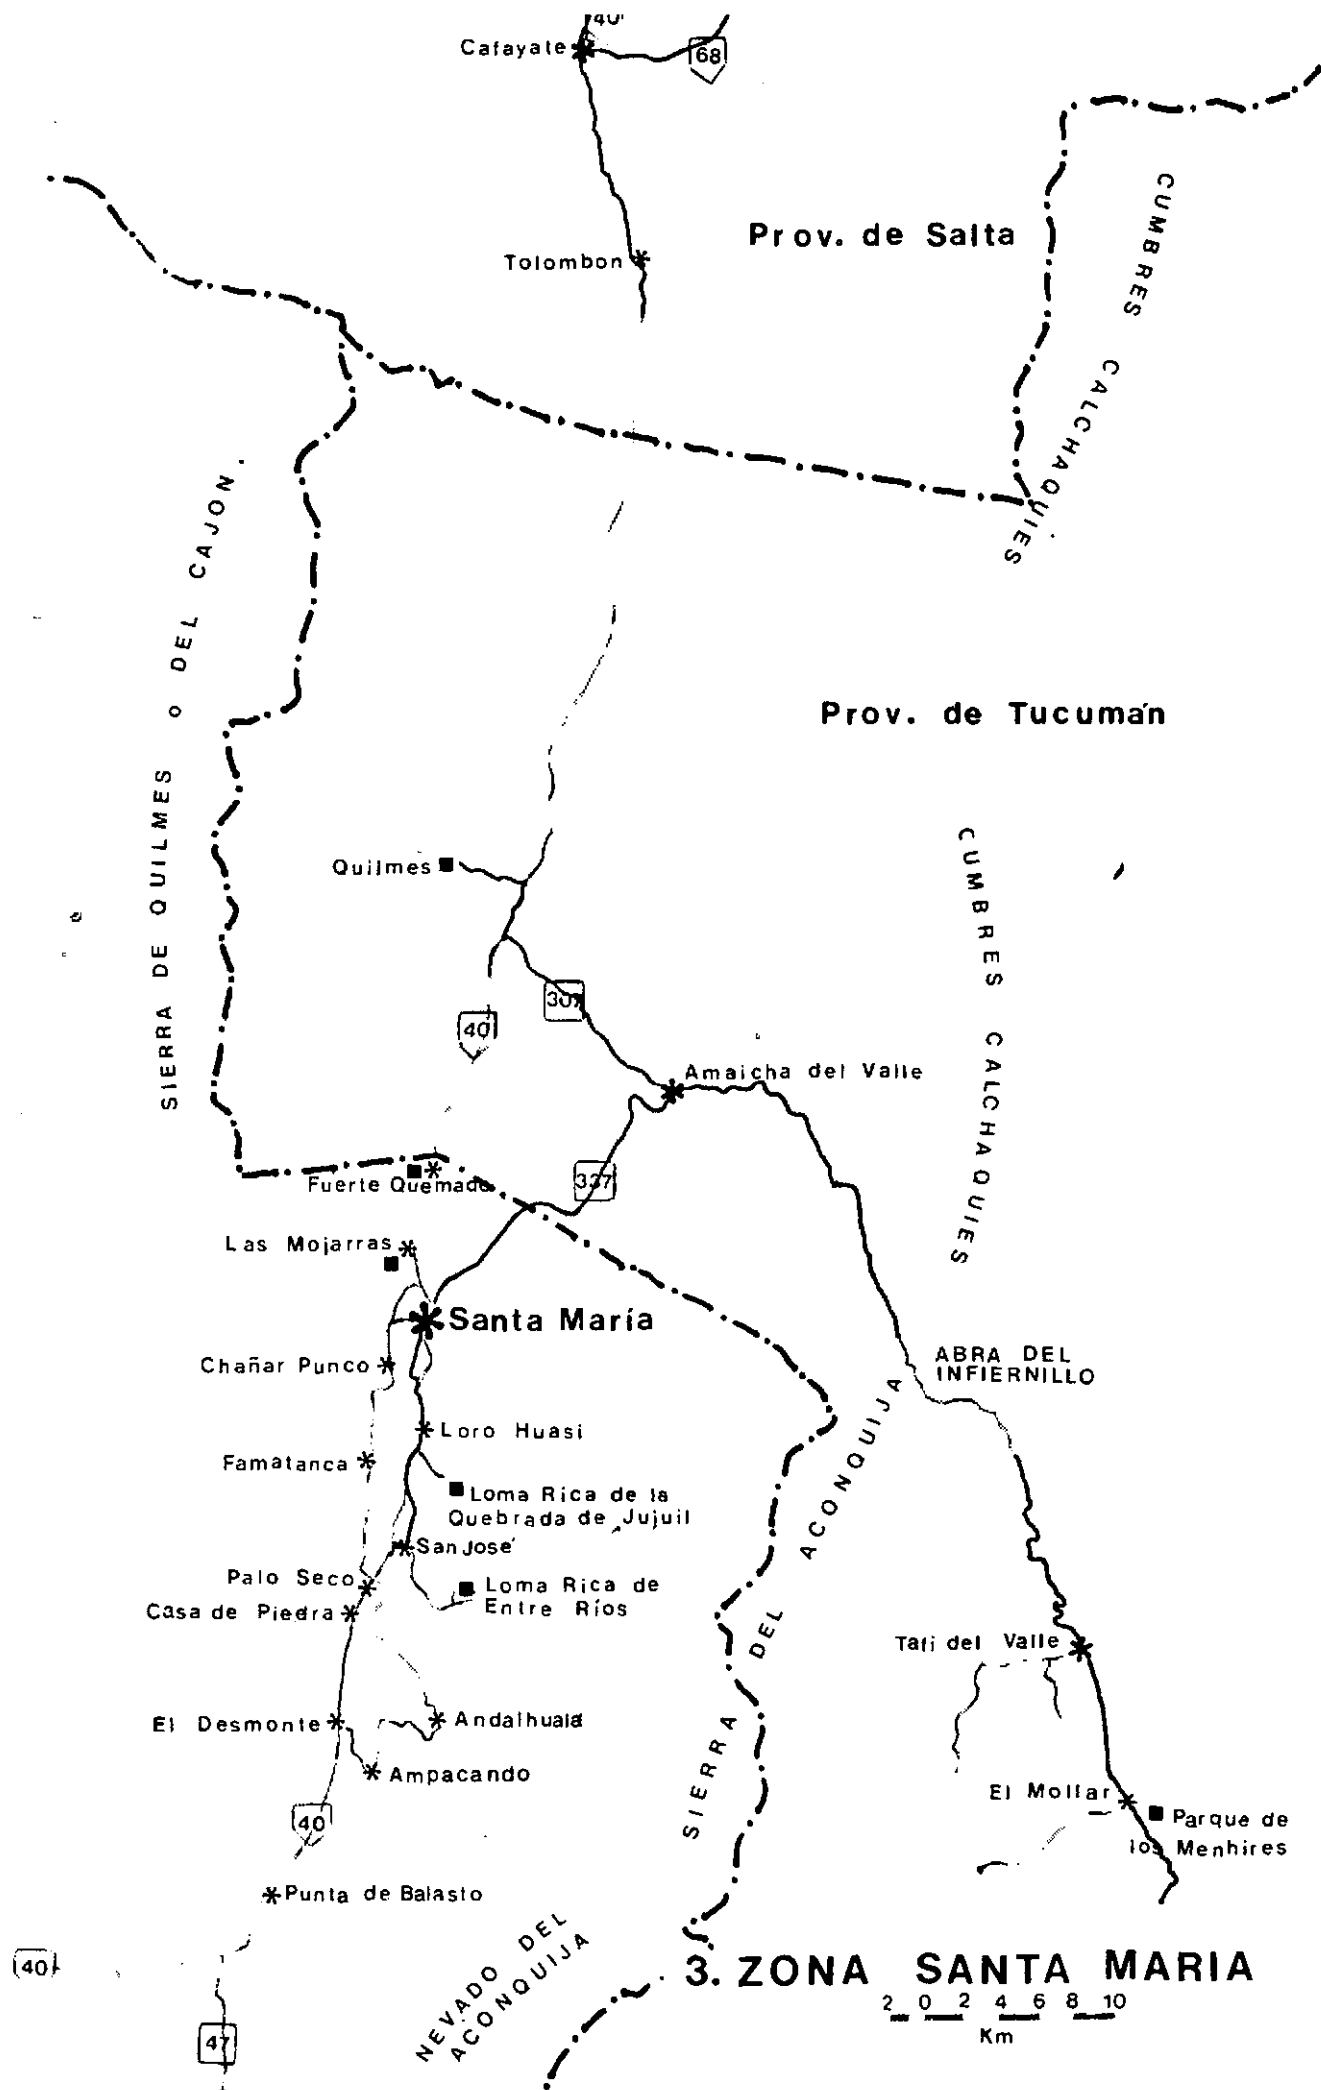 40
Cafayate
68
Prov. de Salta
CUMBRES CALCHAQUIES
Tolombon
SIERRA DE QUILMES o DEL CAJON
Prov. de Tucumán
CUMBRES CALCHAQUIES
Quilmes
307
40
Amaicha del Valle
Fuerte Quemado
337
Las Mojarras
Santa María
Chañar Punco
ABRA DEL
INFIERNILLO
Loro Huasi
Famatanca
Loma Rica de la
Quebrada de Jujuil
San José
Palo Seco
Loma Rica de
Entre Ríos
Casa de Piedra
SIERRA DEL ACONQUIJA
Tafi del Valle
El Desmonte
Andalhualá
Ampacando
El Mollar
40
Parque de
los Menhires
Punta de Balasto
NEVADO DEL
ACONQUIJA
40
3. ZONA SANTA MARIA
2 0 2 4 6 8 10
Km
47